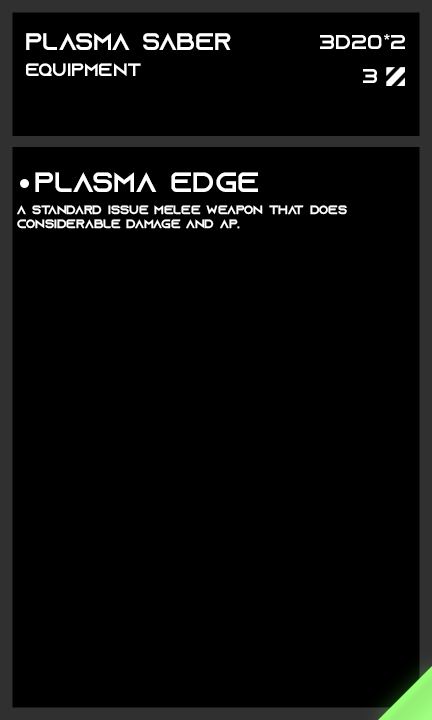 PLASMA SABER
3D20*2
EQUIPMENT
3
•PLASMA EDGE
A STANDARD ISSUE MELEE WEAPON THAT DOES
CONSIDERABLE DAMAGE AND AP.